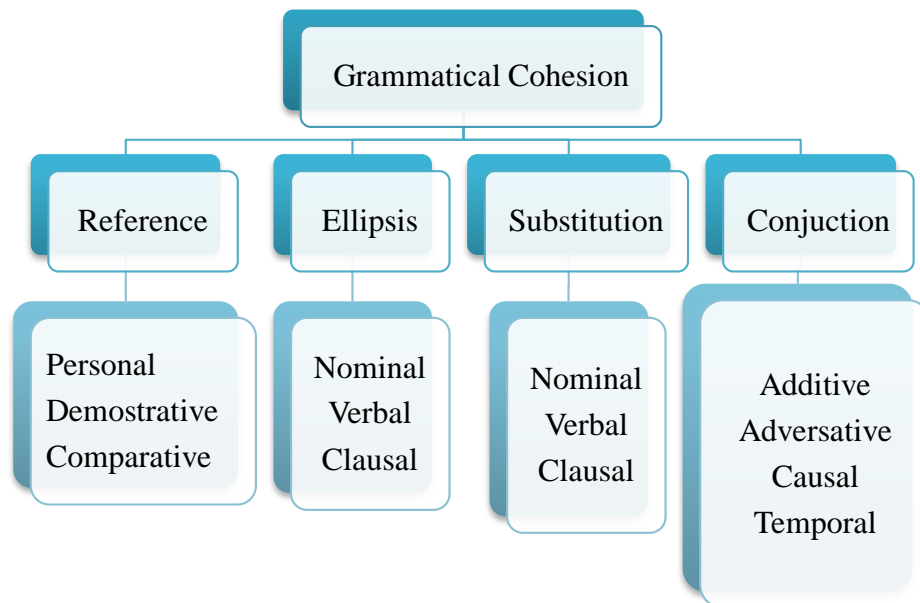 Grammatical Cohesion
Reference
Ellipsis
Substitution
Conjuction
Personal
Demostrative
Comparative
Nominal
Verbal
Clausal
Nominal
Verbal
Clausal
Additive
Adversative
Causal
Temporal